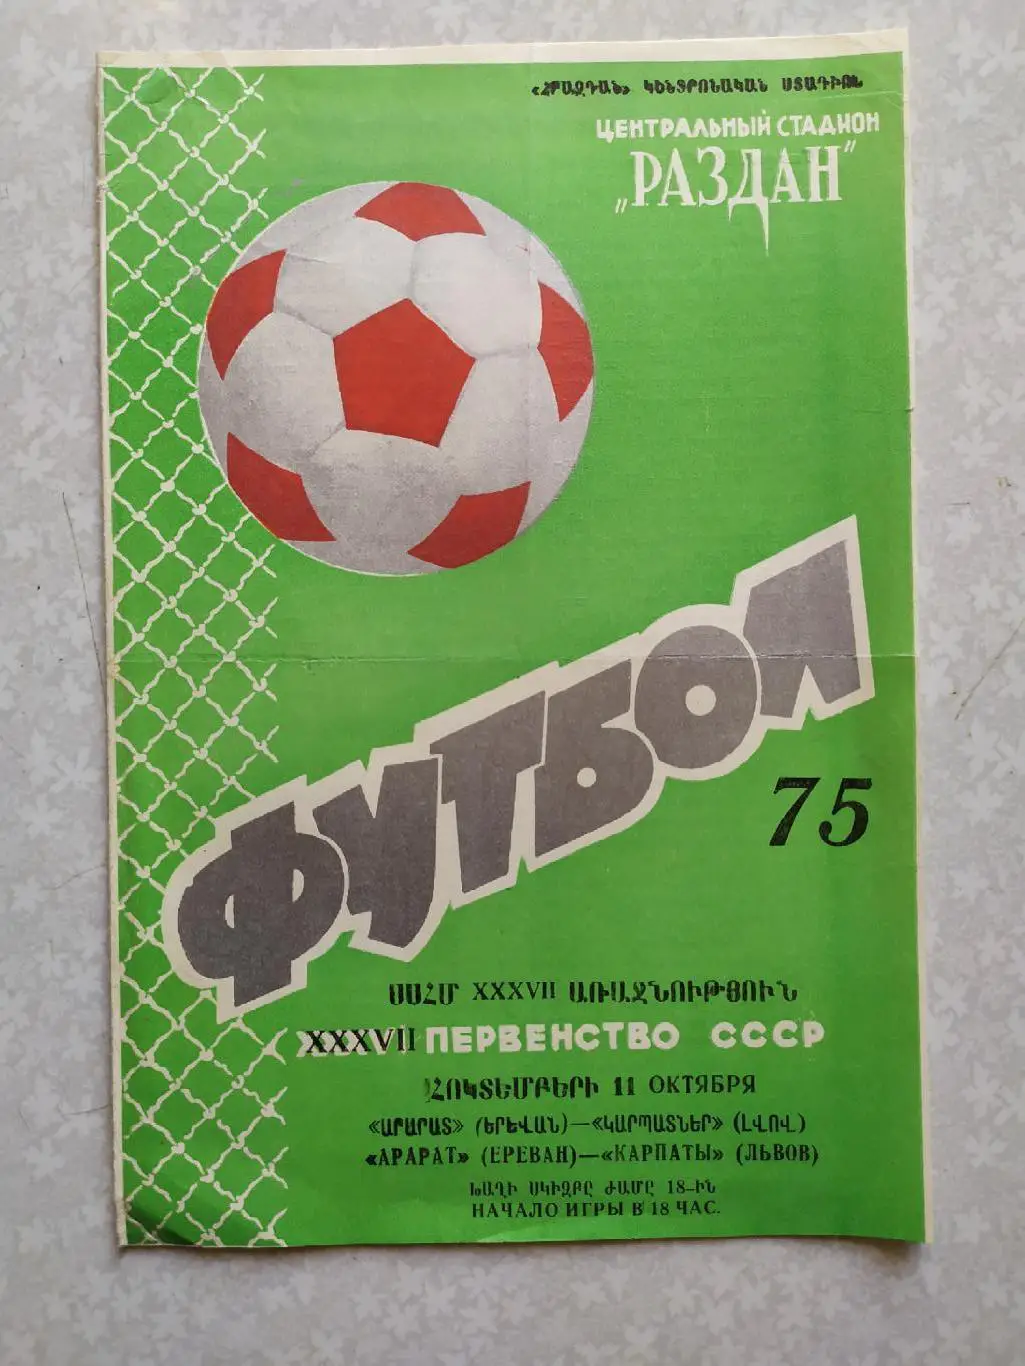 «ՀՐԱԶԴԱՆ» ԿԵՆՏՐՈՆԱԿԱՆ ՍՏԱԴԻՈՆ
ЦЕНТРАЛЬНЫЙ СТАДИОН
„РАЗДАН"
ФУТБОЛ
75
ՍՍՀՄ XXXVII ԱՌԱՋՆՈՒԹՅՈՒՆ
XXXVII ПЕРВЕНСТВО СССР
ՀՈԿՏԵՄԲԵՐԻ 11 ОКТЯБРЯ
«ԱՐԱՐԱՏ» (ԵՐԵՎԱՆ)—«ԿԱՐՊԱՏՆԵՐ» (ԼՎՈՎ)
«АРАРАТ» (ЕРЕВАН)—«КАРПАТЫ» (ЛЬВОВ)
ԽԱՂԻ ՍԿԻԶԲԸ ԺԱՄԸ 18-ԻՆ
НАЧАЛО ИГРЫ В 18 ЧАС.